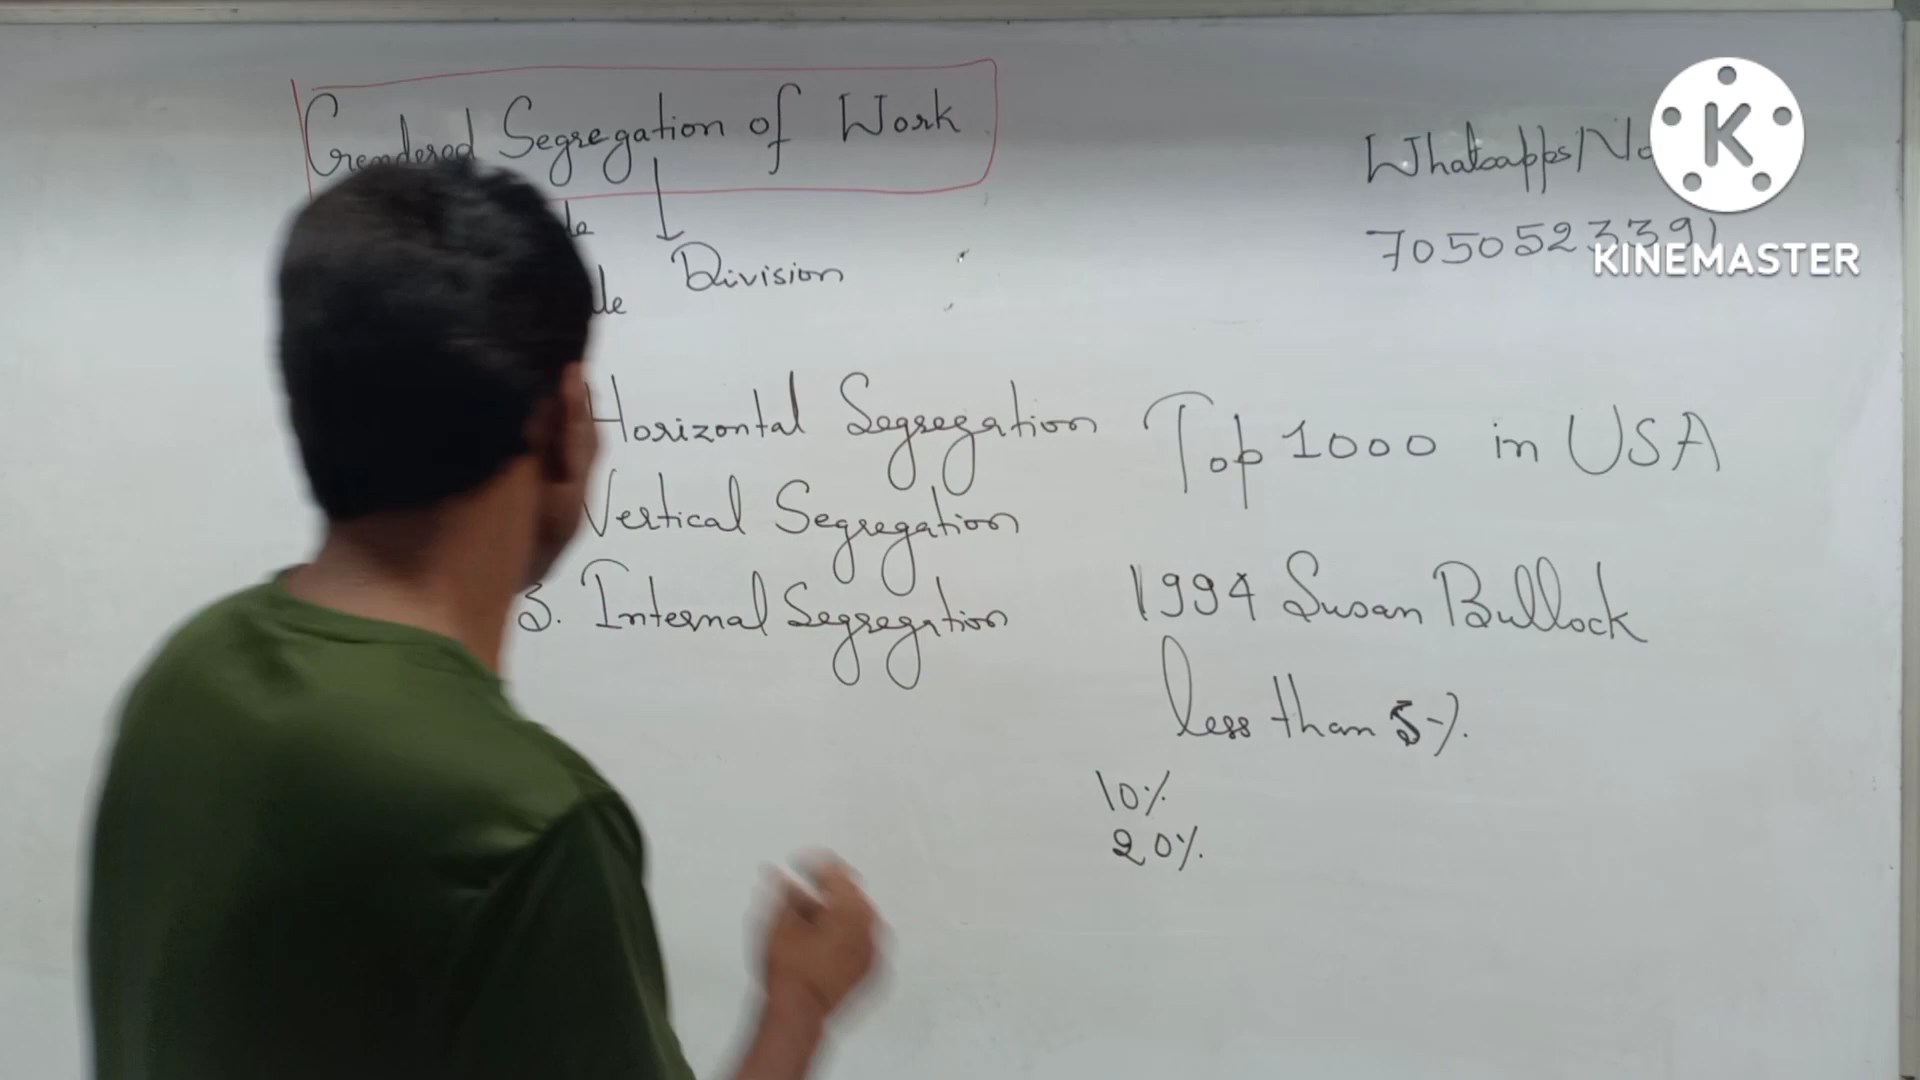 Gendered Segregation of Work
Division
Horizontal Segregation
Vertical Segregation
3. Internal Segregation
Whatsapps No
7050523391
K
KINEMASTER
Top 1000 in USA
1994 Susan Bullock
less than 5%
10%
20%